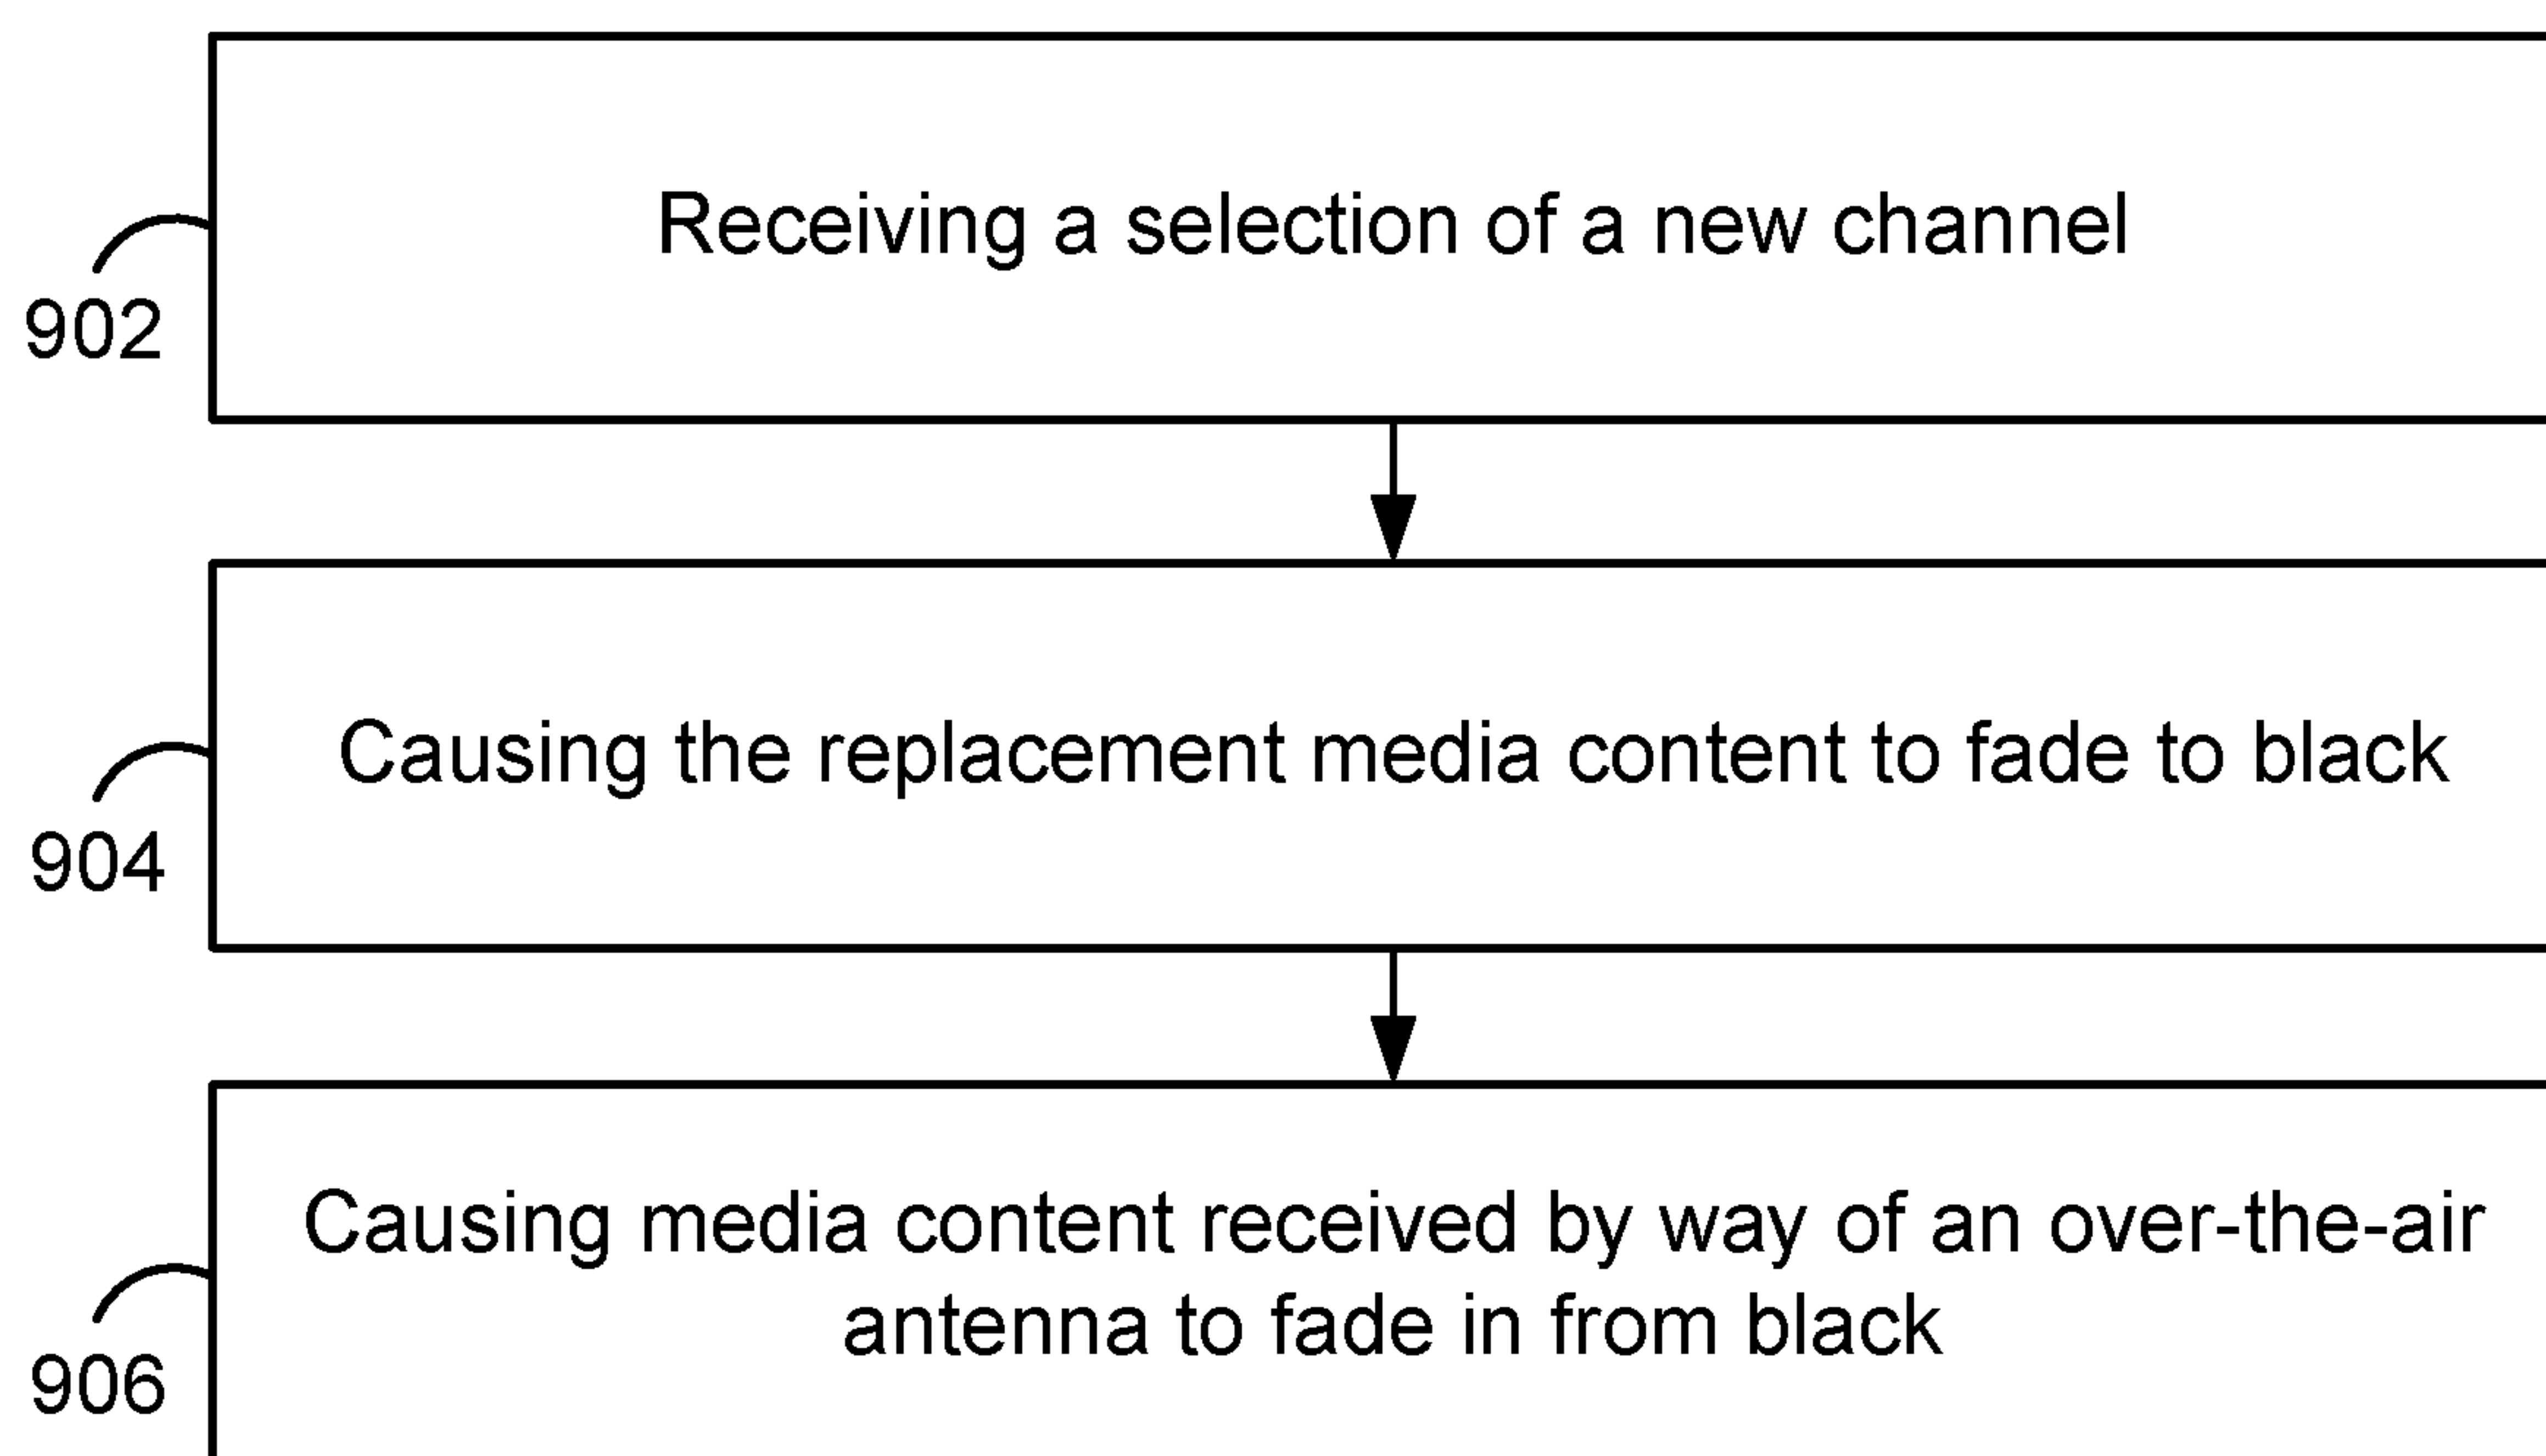 Receiving a selection of a new channel
902
Causing the replacement media content to fade to black
904
Causing media content received by way of an over-the-air
antenna to fade in from black
906